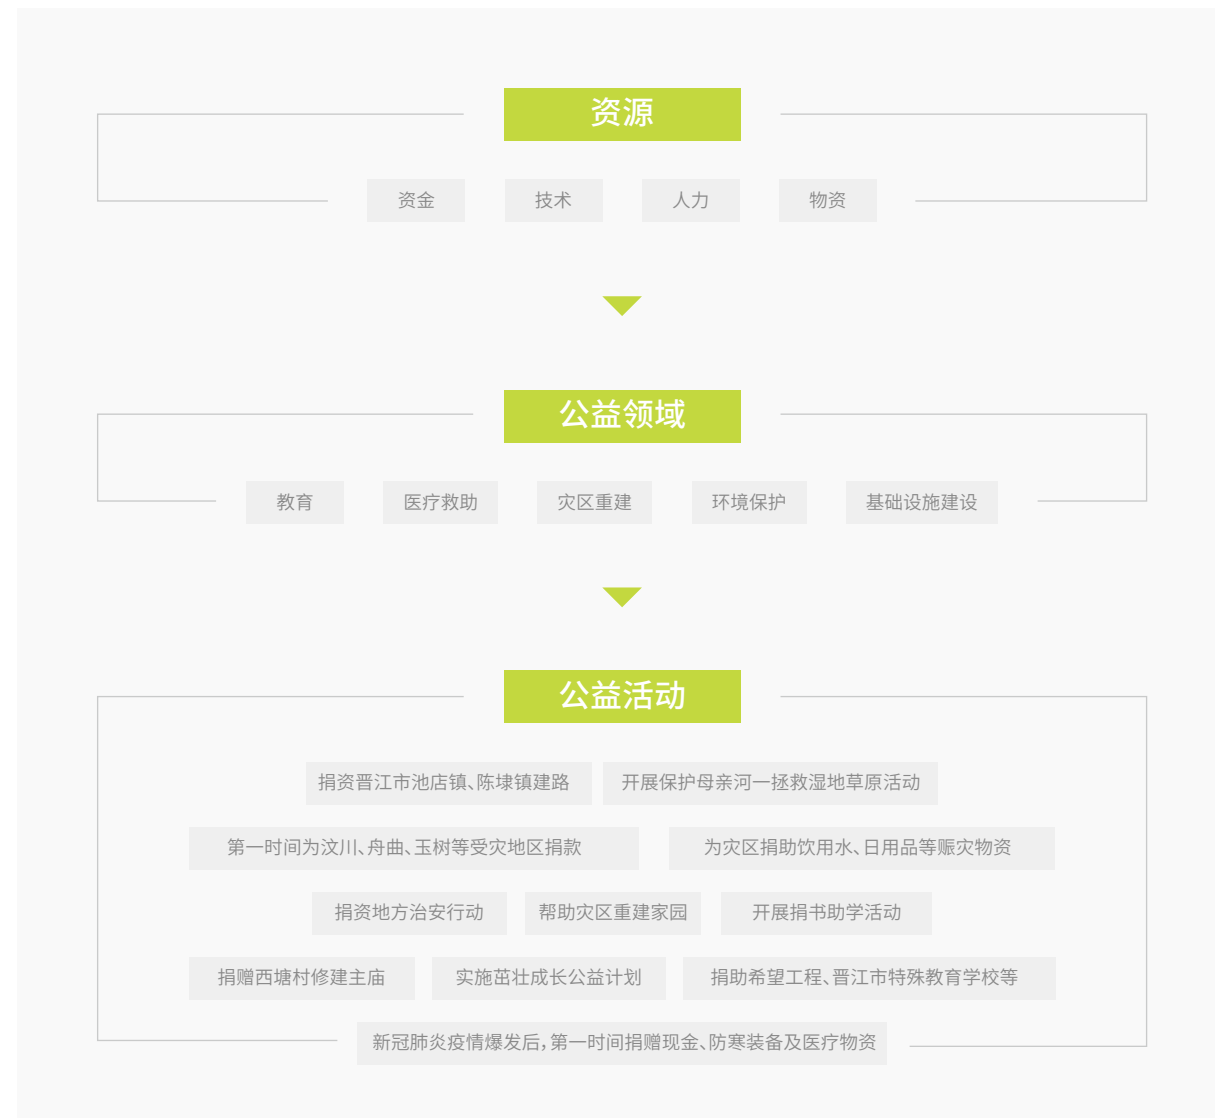 资源
资金 技术 人力 物资
公益领域
教育 医疗救助 灾区重建 环境保护 基础设施建设
公益活动
捐资晋江市池店镇、陈埭镇建路 开展保护母亲河一拯救湿地草原活动
第一时间为汶川、舟曲、玉树等受灾地区捐款 为灾区捐助饮用水、日用品等赈灾物资
捐资地方治安行动 帮助灾区重建家园 开展捐书助学活动
捐赠西塘村修建主庙 实施茁壮成长公益计划 捐助希望工程、晋江市特殊教育学校等
新冠肺炎疫情爆发后，第一时间捐赠现金、防寒装备及医疗物资